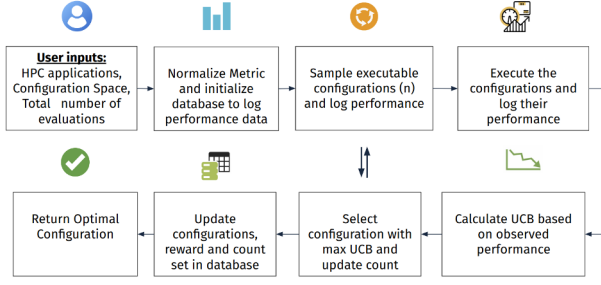 User inputs:
HPC applications,
Configuration Space,
Total number of
evaluations
Normalize Metric
and initialize
database to log
performance data
Sample executable
configurations (n)
and log performance
Execute the
configurations and
log their
performance
Return Optimal
Configuration
Update
configurations,
reward and count
set in database
Select
configuration with
max UCB and
update count
Calculate UCB based
on observed
performance